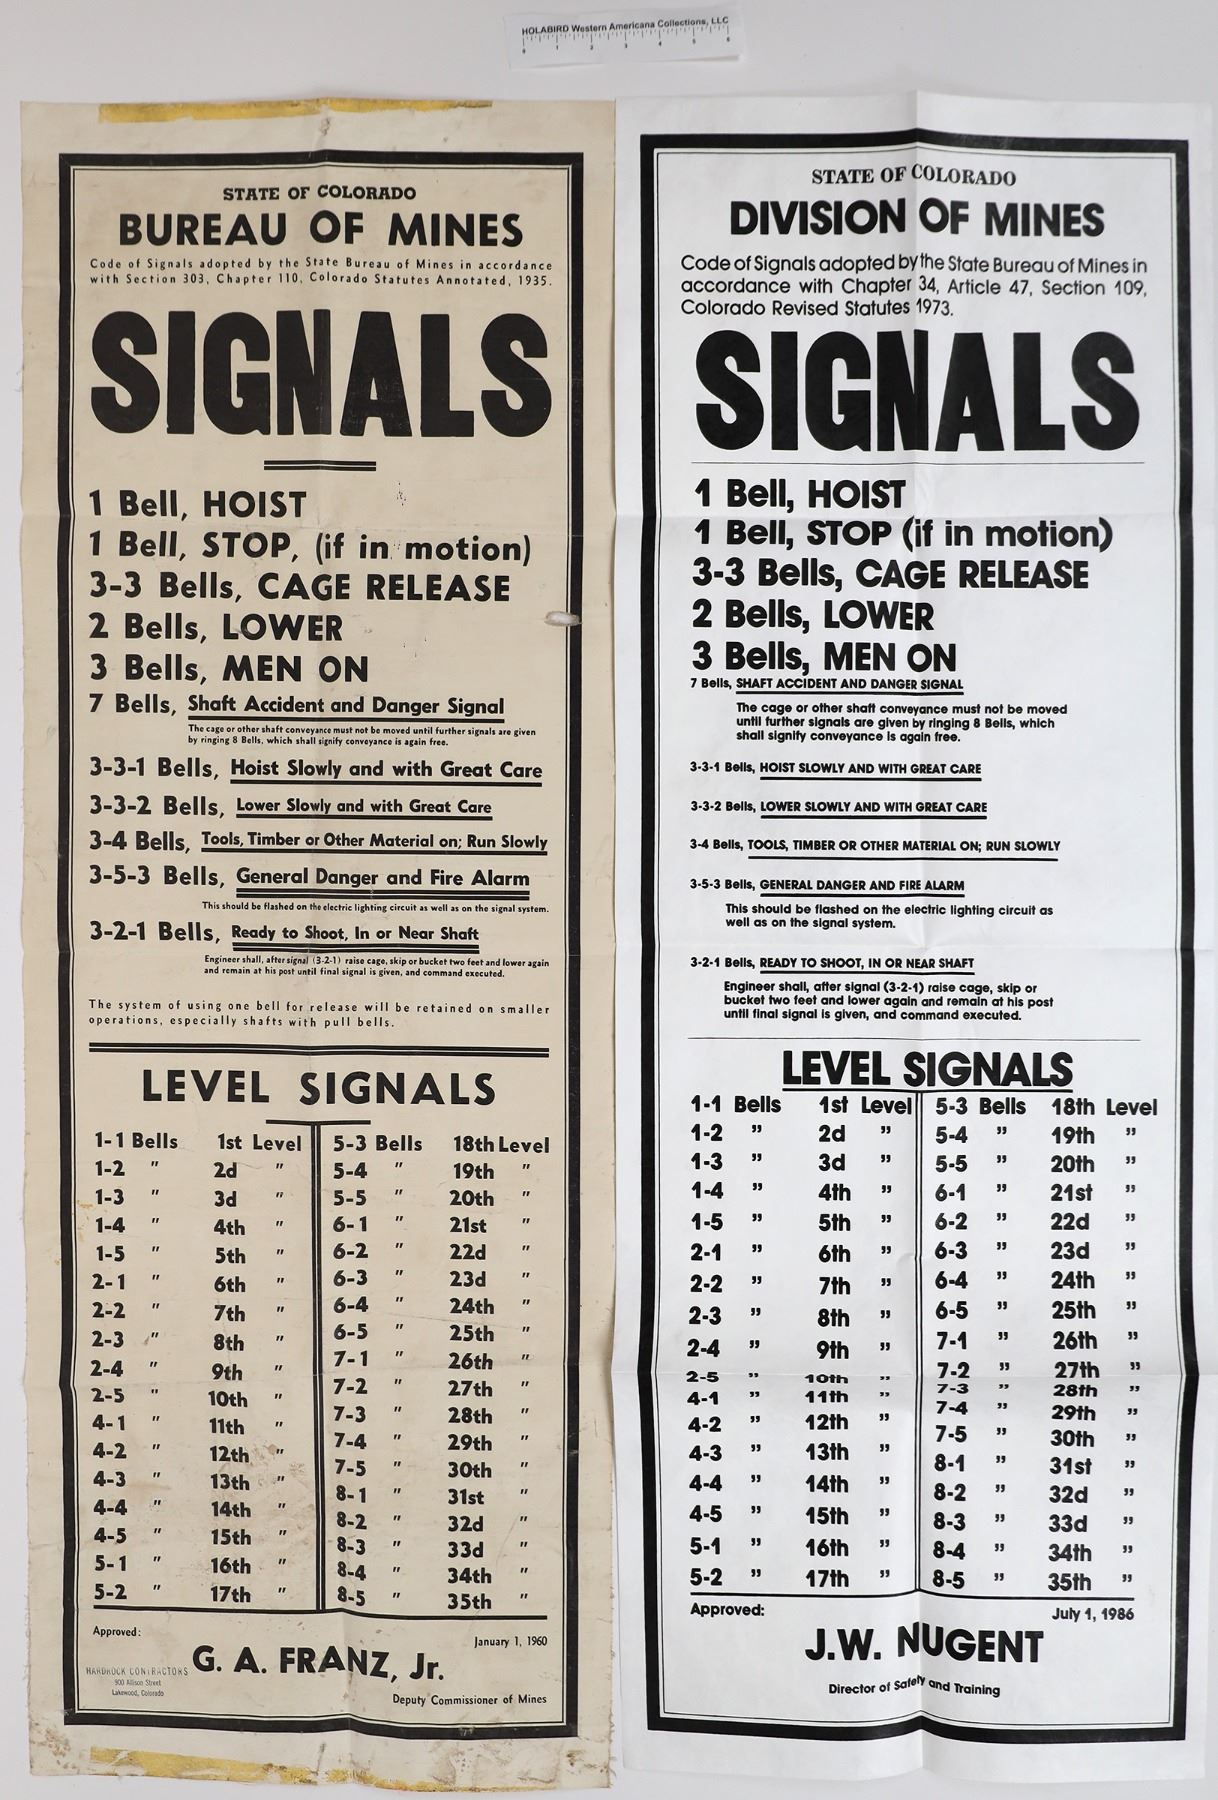 HOLABIRD Western Americana Collections, LLC
0 1 2 3 4 5 6
STATE OF COLORADO
BUREAU OF MINES
Code of Signals adopted by the State Bureau of Mines in accordance
with Section 303, Chapter 110, Colorado Statutes Annotated, 1935.
SIGNALS
1 Bell, HOIST
1 Bell, STOP, (if in motion)
3-3 Bells, CAGE RELEASE
2 Bells, LOWER
3 Bells, MEN ON
7 Bells, Shaft Accident and Danger Signal
The cage or other shaft conveyance must not be moved until further signals are given
by ringing 8 Bells, which shall signify conveyance is again free.
3-3-1 Bells, Hoist Slowly and with Great Care
3-3-2 Bells, Lower Slowly and with Great Care
3-4 Bells, Tools, Timber or Other Material on; Run Slowly
3-5-3 Bells, General Danger and Fire Alarm
This should be flashed on the electric lighting circuit as well as on the signal system.
3-2-1 Bells, Ready to Shoot, In or Near Shaft
Engineer shall, after signal (3-2-1) raise cage, skip or bucket two feet and lower again
and remain at his post until final signal is given, and command executed.
The system of using one bell for release will be retained on smaller
operations, especially shafts with pull bells.
LEVEL SIGNALS
1-1 Bells 1st Level
1-2 " 2d "
1-3 " 3d "
1-4 " 4th "
1-5 " 5th "
2-1 " 6th "
2-2 " 7th "
2-3 " 8th "
2-4 " 9th "
2-5 " 10th "
4-1 " 11th "
4-2 " 12th "
4-3 " 13th "
4-4 " 14th "
4-5 " 15th "
5-1 " 16th "
5-2 " 17th "
5-3 Bells 18th Level
5-4 " 19th "
5-5 " 20th "
6-1 " 21st "
6-2 " 22d "
6-3 " 23d "
6-4 " 24th "
6-5 " 25th "
7-1 " 26th "
7-2 " 27th "
7-3 " 28th "
7-4 " 29th "
7-5 " 30th "
8-1 " 31st "
8-2 " 32d "
8-3 " 33d "
8-4 " 34th "
8-5 " 35th "
Approved: January 1, 1960
G. A. FRANZ, Jr.
Deputy Commissioner of Mines
HARDROCK CONTRACTORS
900 Allison Street
Lakewood, Colorado
STATE OF COLORADO
DIVISION OF MINES
Code of Signals adopted by the State Bureau of Mines in
accordance with Chapter 34, Article 47, Section 109,
Colorado Revised Statutes 1973.
SIGNALS
1 Bell, HOIST
1 Bell, STOP (if in motion)
3-3 Bells, CAGE RELEASE
2 Bells, LOWER
3 Bells, MEN ON
7 Bells, SHAFT ACCIDENT AND DANGER SIGNAL
The cage or other shaft conveyance must not be moved
until further signals are given by ringing 8 Bells, which
shall signify conveyance is again free.
3-3-1 Bells, HOIST SLOWLY AND WITH GREAT CARE
3-3-2 Bells, LOWER SLOWLY AND WITH GREAT CARE
3-4 Bells, TOOLS, TIMBER OR OTHER MATERIAL ON; RUN SLOWLY
3-5-3 Bells, GENERAL DANGER AND FIRE ALARM
This should be flashed on the electric lighting circuit as
well as on the signal system.
3-2-1 Bells, READY TO SHOOT, IN OR NEAR SHAFT
Engineer shall, after signal (3-2-1) raise cage, skip or
bucket two feet and lower again and remain at his post
until final signal is given, and command executed.
LEVEL SIGNALS
1-1 Bells 1st Level
1-2 " 2d "
1-3 " 3d "
1-4 " 4th "
1-5 " 5th "
2-1 " 6th "
2-2 " 7th "
2-3 " 8th "
2-4 " 9th "
2-5 " 10th "
4-1 " 11th "
4-2 " 12th "
4-3 " 13th "
4-4 " 14th "
4-5 " 15th "
5-1 " 16th "
5-2 " 17th "
5-3 Bells 18th Level
5-4 " 19th "
5-5 " 20th "
6-1 " 21st "
6-2 " 22d "
6-3 " 23d "
6-4 " 24th "
6-5 " 25th "
7-1 " 26th "
7-2 " 27th "
7-3 " 28th "
7-4 " 29th "
7-5 " 30th "
8-1 " 31st "
8-2 " 32d "
8-3 " 33d "
8-4 " 34th "
8-5 " 35th "
Approved: July 1, 1986
J.W. NUGENT
Director of Safety and Training